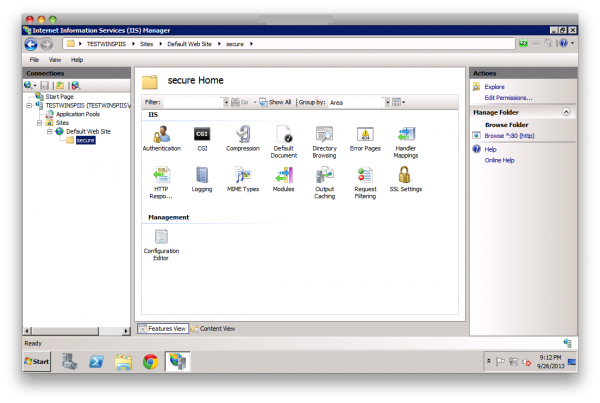 Internet Information Services (IIS) Manager
TESTWINSPIIS Sites Default Web Site secure
File View Help
Connections
Start Page
TESTWINSPIIS (TESTWINSPIIS\
Application Pools
Sites
Default Web Site
secure
secure Home
Filter: Go Show All Group by: Area
IIS
Authentication CGI Compression Default Document Directory Browsing Error Pages Handler Mappings
HTTP Respo... Logging MIME Types Modules Output Caching Request Filtering SSL Settings
Management
Configuration Editor
Features View Content View
Actions
Explore
Edit Permissions...
Manage Folder
Browse Folder
Browse *:80 (http)
Help
Online Help
Ready
Start
9:12 PM
9/26/2013